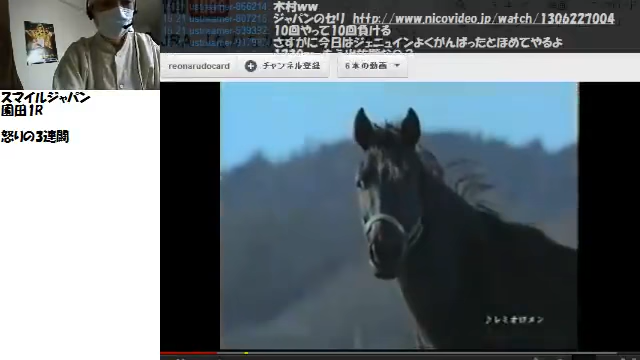 木村ww
ジャパンのセリ http://www.nicovideo.jp/watch/1306227004
10回やって10回負ける
さすがに今日はジェニュインよくがんばったとほめてやるよ
reonarudocard
チャンネル登録
6本の動画
スマイルジャパン
園田1R
怒りの3連闘
♪レミオロメン